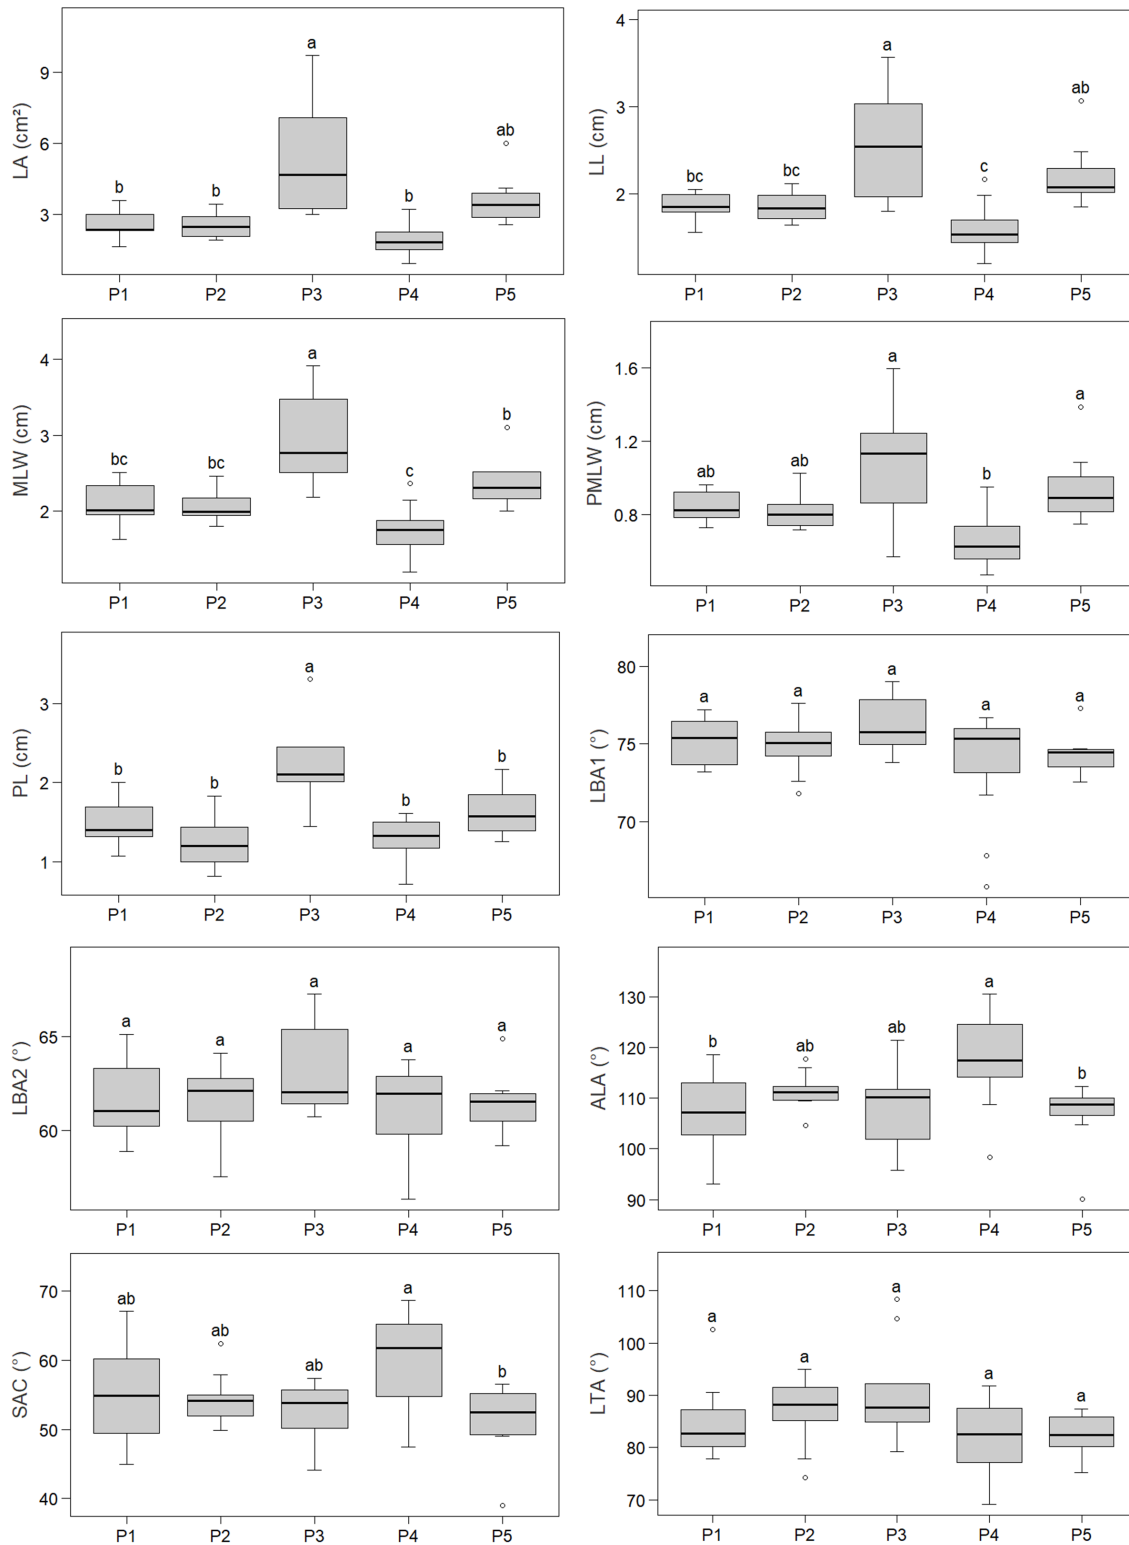 LA (cm²)
9
6
3
b
b
a
b
ab
P1 P2 P3 P4 P5
LL (cm)
4
3
2
bc
bc
a
c
ab
P1 P2 P3 P4 P5
MLW (cm)
4
3
2
bc
bc
a
c
b
P1 P2 P3 P4 P5
PMLW (cm)
1.6
1.2
0.8
ab
ab
a
b
a
P1 P2 P3 P4 P5
PL (cm)
3
2
1
b
b
a
b
b
P1 P2 P3 P4 P5
LBA1 (°)
80
75
70
a
a
a
a
a
P1 P2 P3 P4 P5
LBA2 (°)
65
60
a
a
a
a
a
P1 P2 P3 P4 P5
ALA (°)
130
120
110
100
90
b
ab
ab
a
b
P1 P2 P3 P4 P5
SAC (°)
70
60
50
40
ab
ab
ab
a
b
P1 P2 P3 P4 P5
LTA (°)
110
100
90
80
70
a
a
a
a
a
P1 P2 P3 P4 P5